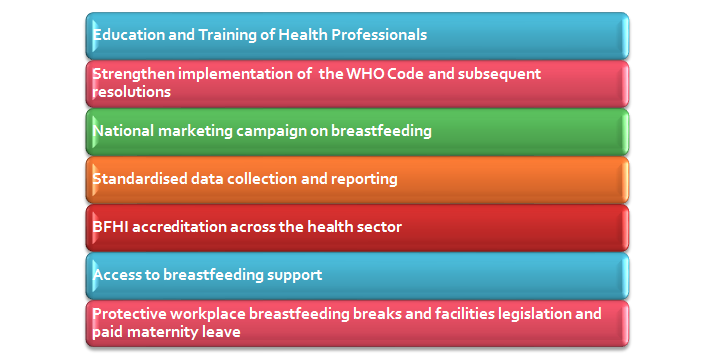 Education and Training of Health Professionals
Strengthen implementation of the WHO Code and subsequent
resolutions
National marketing campaign on breastfeeding
Standardised data collection and reporting
BFHI accreditation across the health sector
Access to breastfeeding support
Protective workplace breastfeeding breaks and facilities legislation and
paid maternity leave